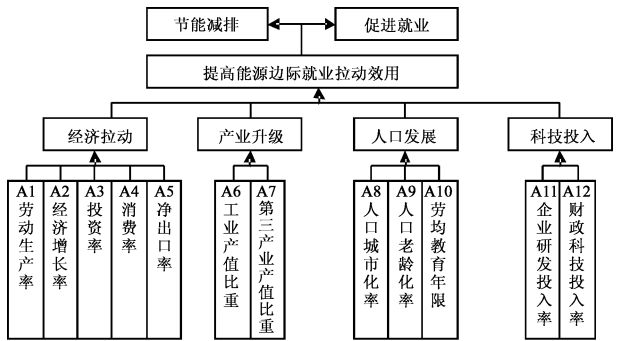 节能减排
促进就业
提高能源边际就业拉动效用
经济拉动
产业升级
人口发展
科技投入
A1劳动生产率
A2经济增长率
A3投资率
A4消费率
A5净出口率
A6工业产值比重
A7第三产业产值比重
A8人口城市化率
A9人口老龄化率
A10劳均教育年限
A11企业研发投入率
A12财政科技投入率